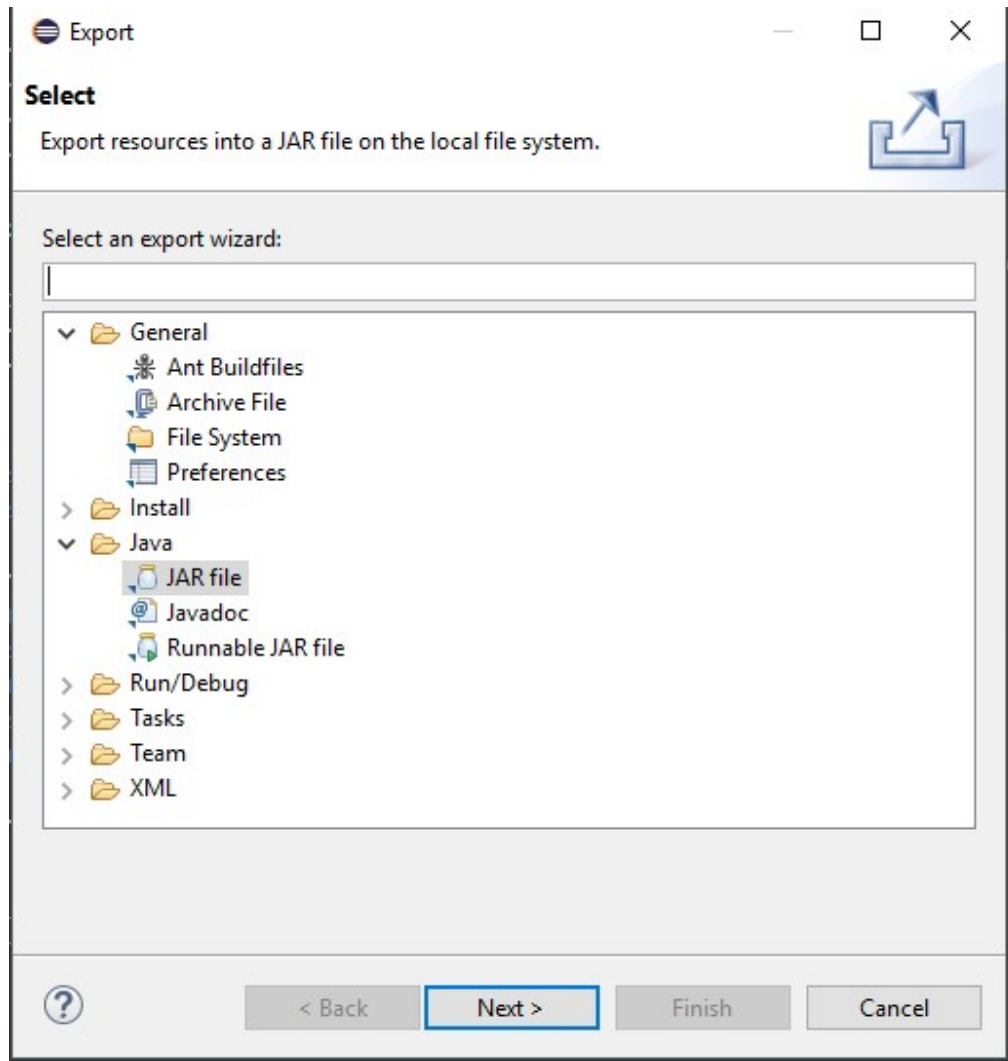 Export
Select
Export resources into a JAR file on the local file system.
Select an export wizard:
General
Ant Buildfiles
Archive File
File System
Preferences
Install
Java
JAR file
Javadoc
Runnable JAR file
Run/Debug
Tasks
Team
XML
? < Back Next > Finish Cancel